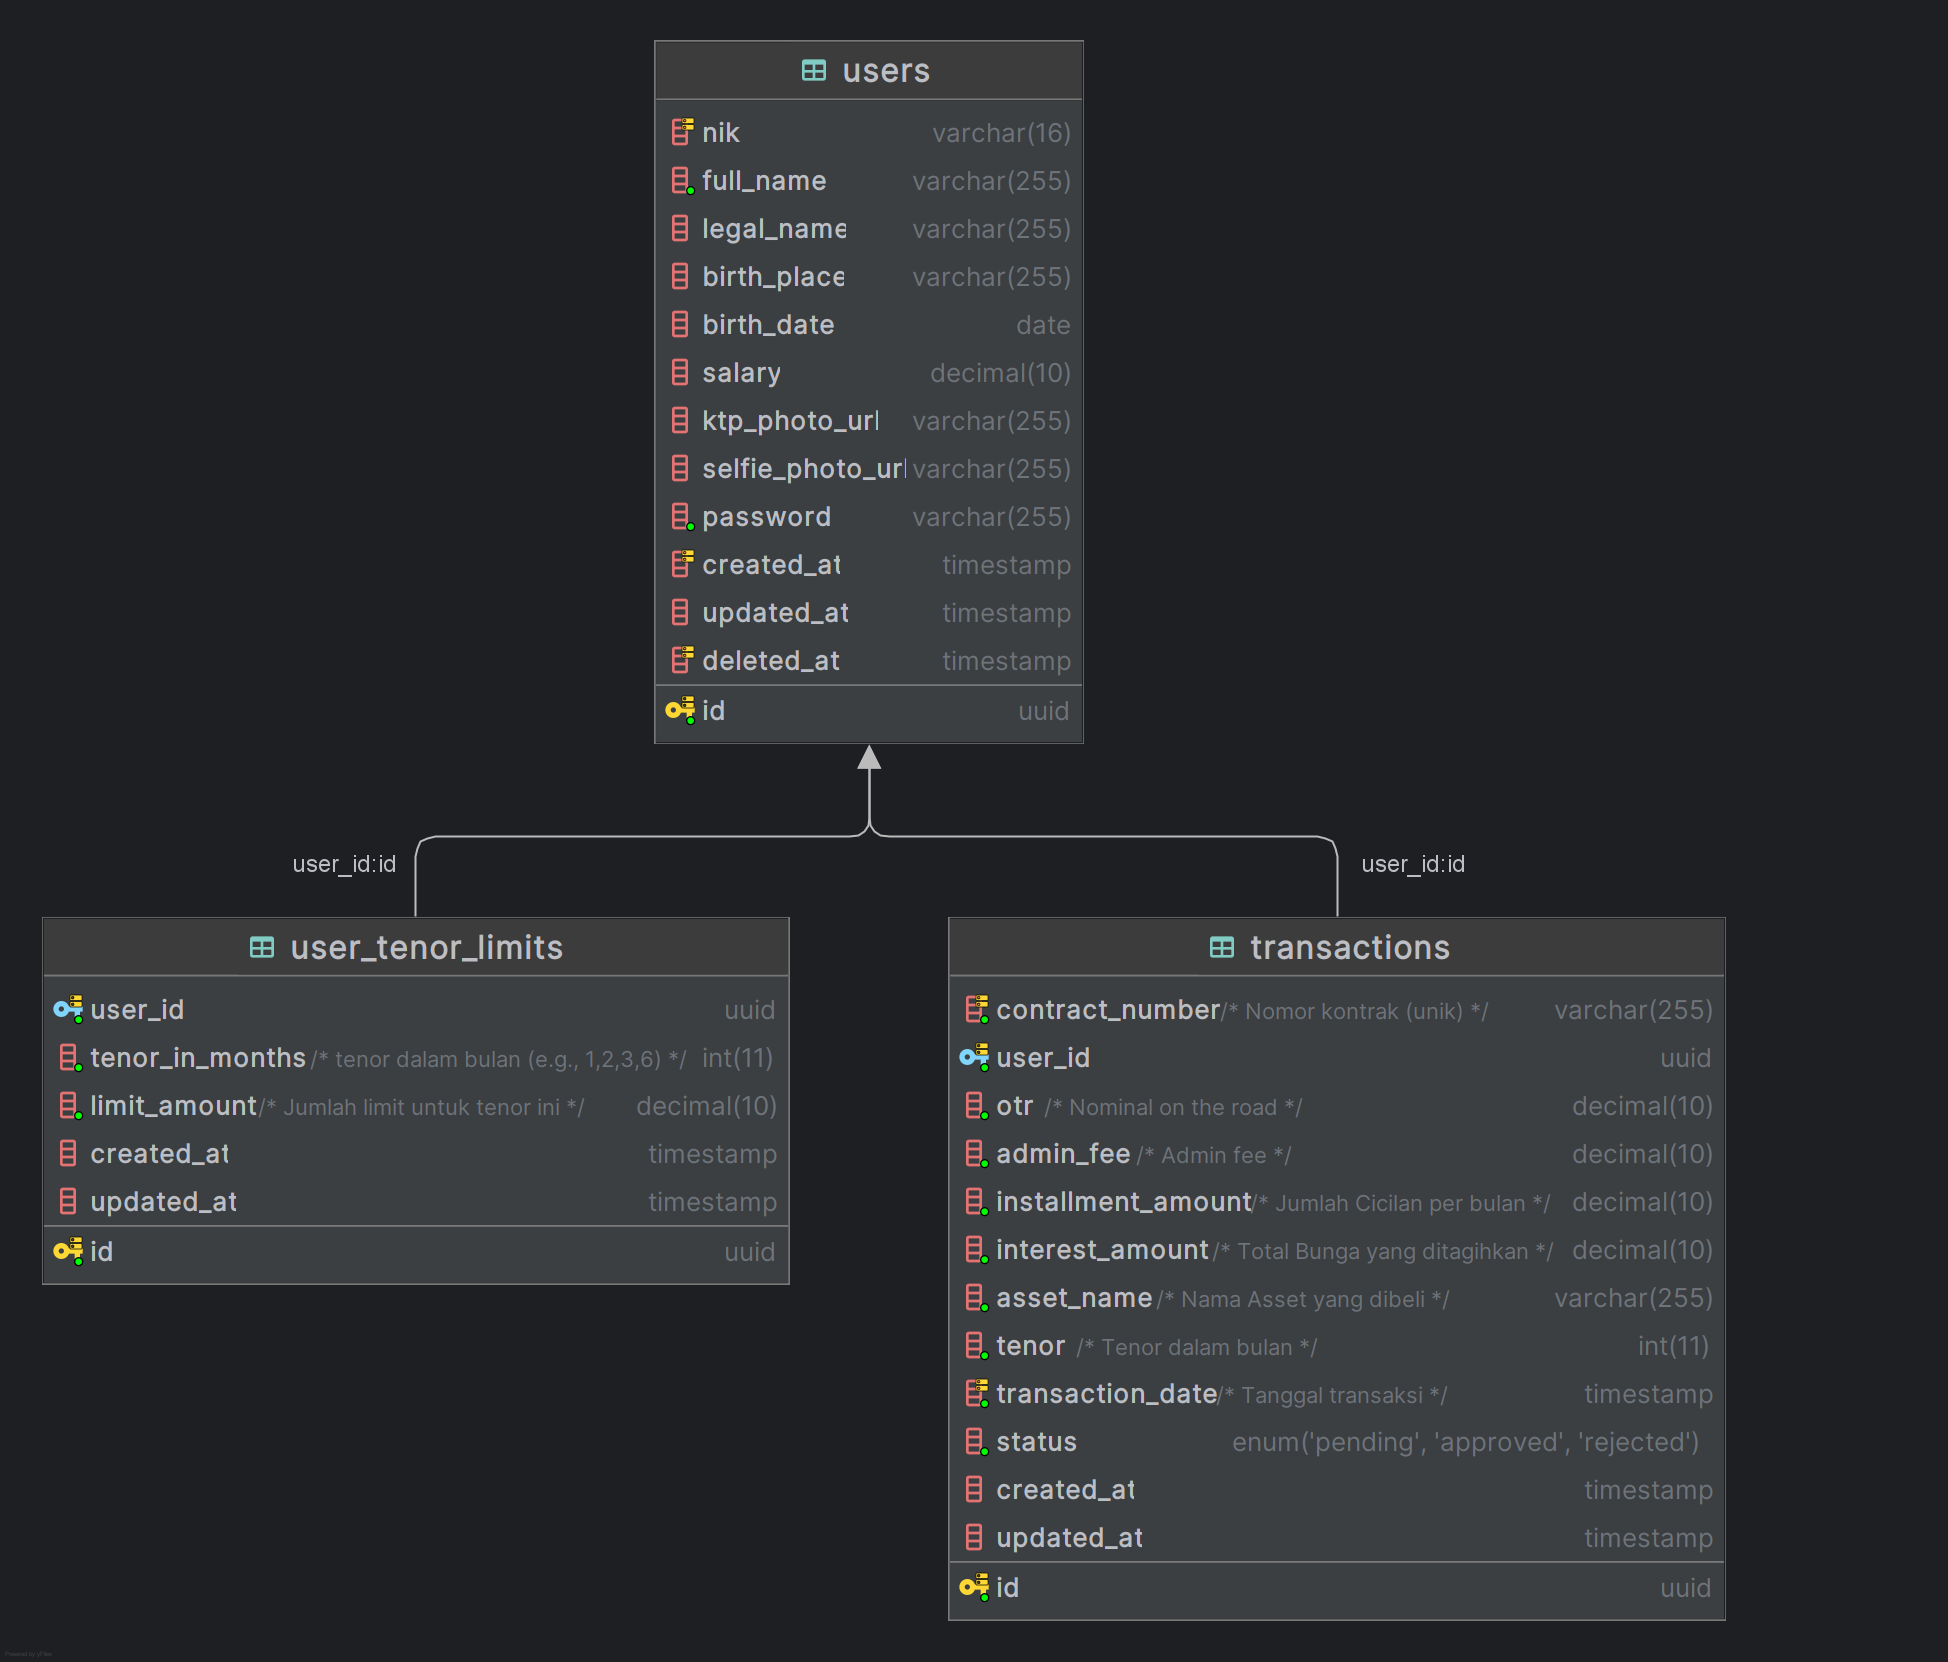 users
nik varchar(16)
full_name varchar(255)
legal_name varchar(255)
birth_place varchar(255)
birth_date date
salary decimal(10)
ktp_photo_url varchar(255)
selfie_photo_url varchar(255)
password varchar(255)
created_at timestamp
updated_at timestamp
deleted_at timestamp
id uuid
user_id:id
user_id:id
user_tenor_limits
user_id uuid
tenor_in_months /* tenor dalam bulan (e.g., 1,2,3,6) */ int(11)
limit_amount /* Jumlah limit untuk tenor ini */ decimal(10)
created_at timestamp
updated_at timestamp
id uuid
transactions
contract_number /* Nomor kontrak (unik) */ varchar(255)
user_id uuid
otr /* Nominal on the road */ decimal(10)
admin_fee /* Admin fee */ decimal(10)
installment_amount /* Jumlah Cicilan per bulan */ decimal(10)
interest_amount /* Total Bunga yang ditagihkan */ decimal(10)
asset_name /* Nama Asset yang dibeli */ varchar(255)
tenor /* Tenor dalam bulan */ int(11)
transaction_date /* Tanggal transaksi */ timestamp
status enum('pending', 'approved', 'rejected')
created_at timestamp
updated_at timestamp
id uuid
Powered by yFiles